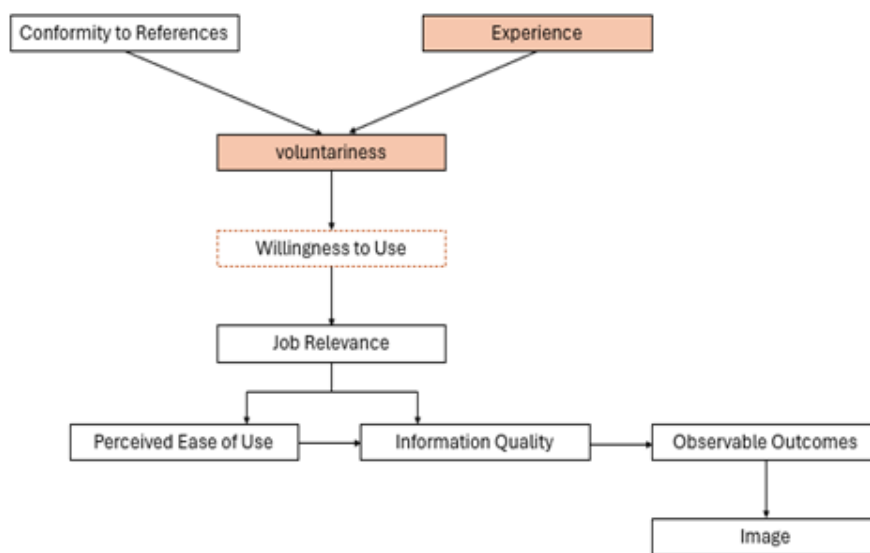 Conformity to References
Experience
voluntariness
Willingness to Use
Job Relevance
Perceived Ease of Use
Information Quality
Observable Outcomes
Image